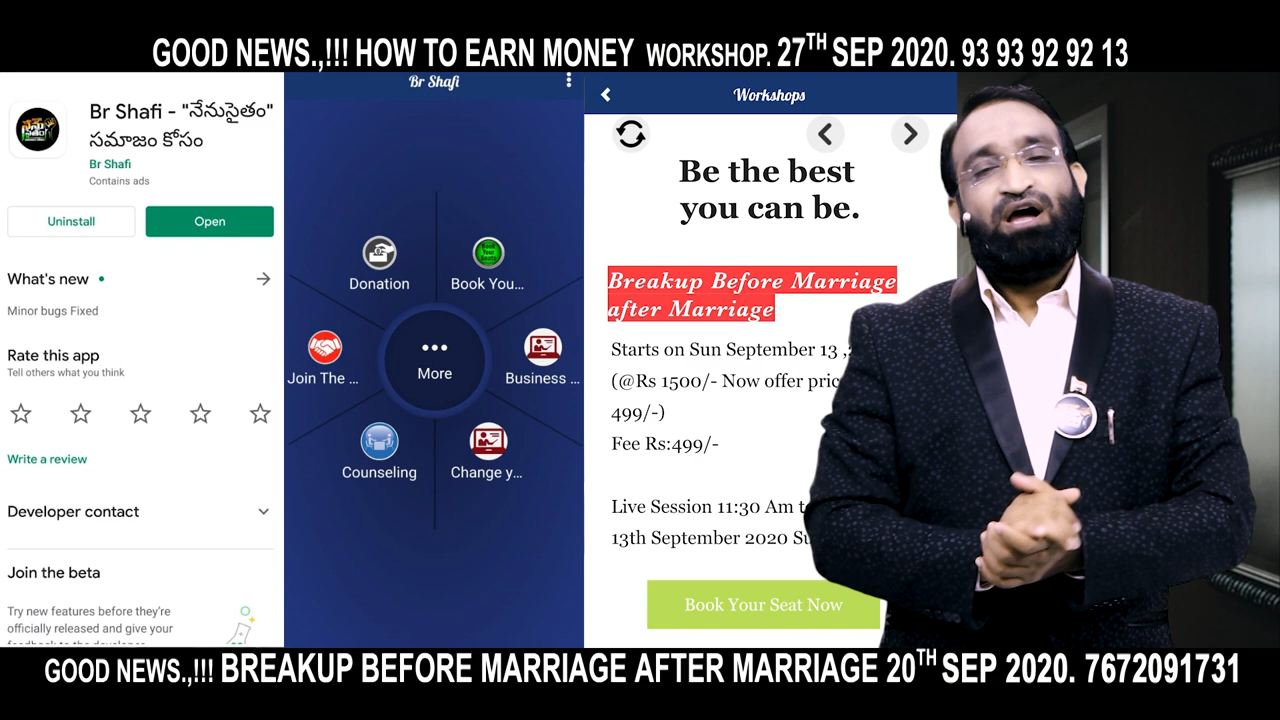 GOOD NEWS.,!!! HOW TO EARN MONEY WORKSHOP. 27TH SEP 2020. 93 93 92 92 13
Br Shafi - "నేనుసైతం"
సమాజం కోసం
Br Shafi
Contains ads
Uninstall
Open
What's new
Minor bugs Fixed
Rate this app
Tell others what you think
Write a review
Developer contact
Join the beta
Try new features before they're
officially released and give your
Br Shafi
Donation
Book You...
Join The ...
More
Business ...
Counseling
Change y...
Workshops
Be the best
you can be.
Breakup Before Marriage
after Marriage
Starts on Sun September 13 ,
(@Rs 1500/- Now offer pric
499/-)
Fee Rs:499/-
Live Session 11:30 Am t
13th September 2020 Su
Book Your Seat Now
GOOD NEWS.,!!! BREAKUP BEFORE MARRIAGE AFTER MARRIAGE 20TH SEP 2020. 7672091731